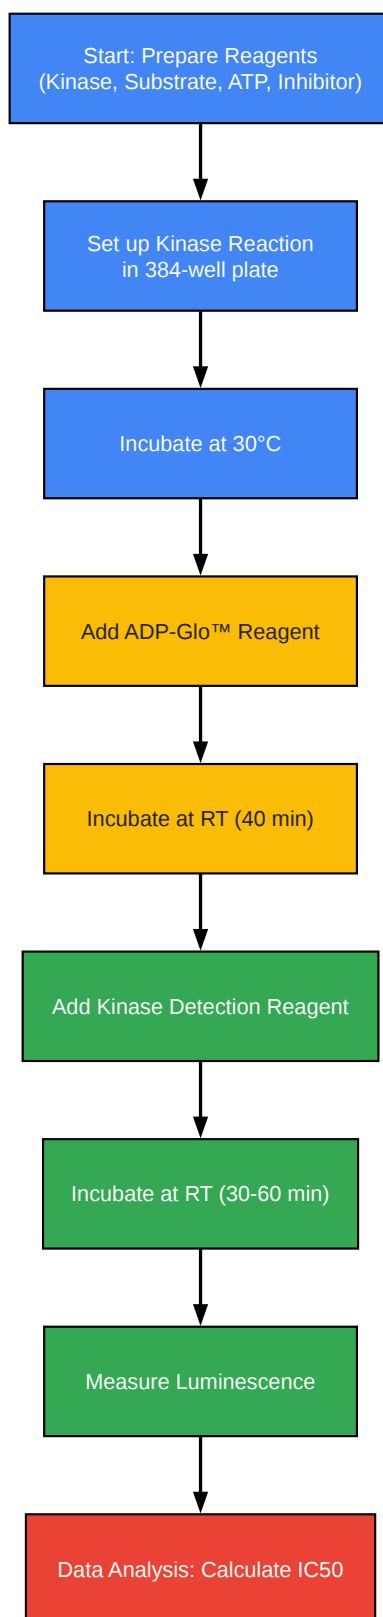 Start: Prepare Reagents
(Kinase, Substrate, ATP, Inhibitor)
Set up Kinase Reaction
in 384-well plate
Incubate at 30°C
Add ADP-Glo™ Reagent
Incubate at RT (40 min)
Add Kinase Detection Reagent
Incubate at RT (30-60 min)
Measure Luminescence
Data Analysis: Calculate IC50